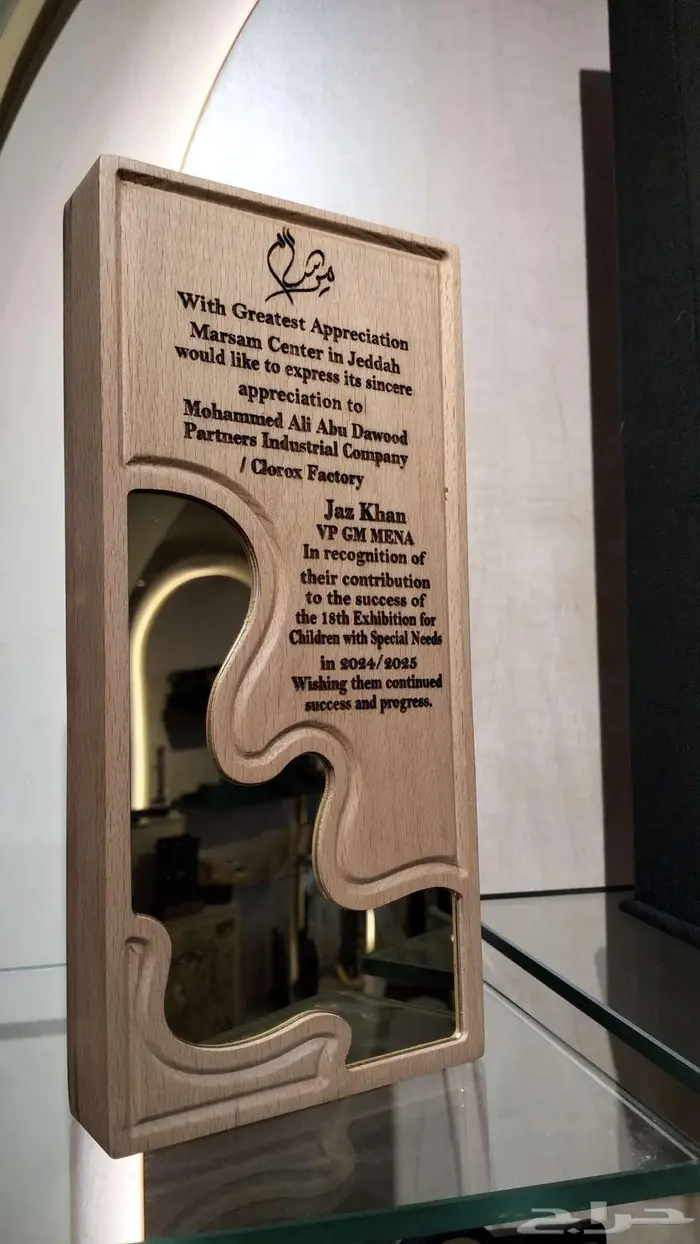 مرسام
With Greatest Appreciation
Marsam Center in Jeddah
would like to express its sincere
appreciation to
Mohammed Ali Abu Dawood
Partners Industrial Company
/ Clorox Factory
Jaz Khan
VP GM MENA
In recognition of
their contribution
to the success of
the 18th Exhibition for
Children with Special Needs
in 2024/2025
Wishing them continued
success and progress.
حراج